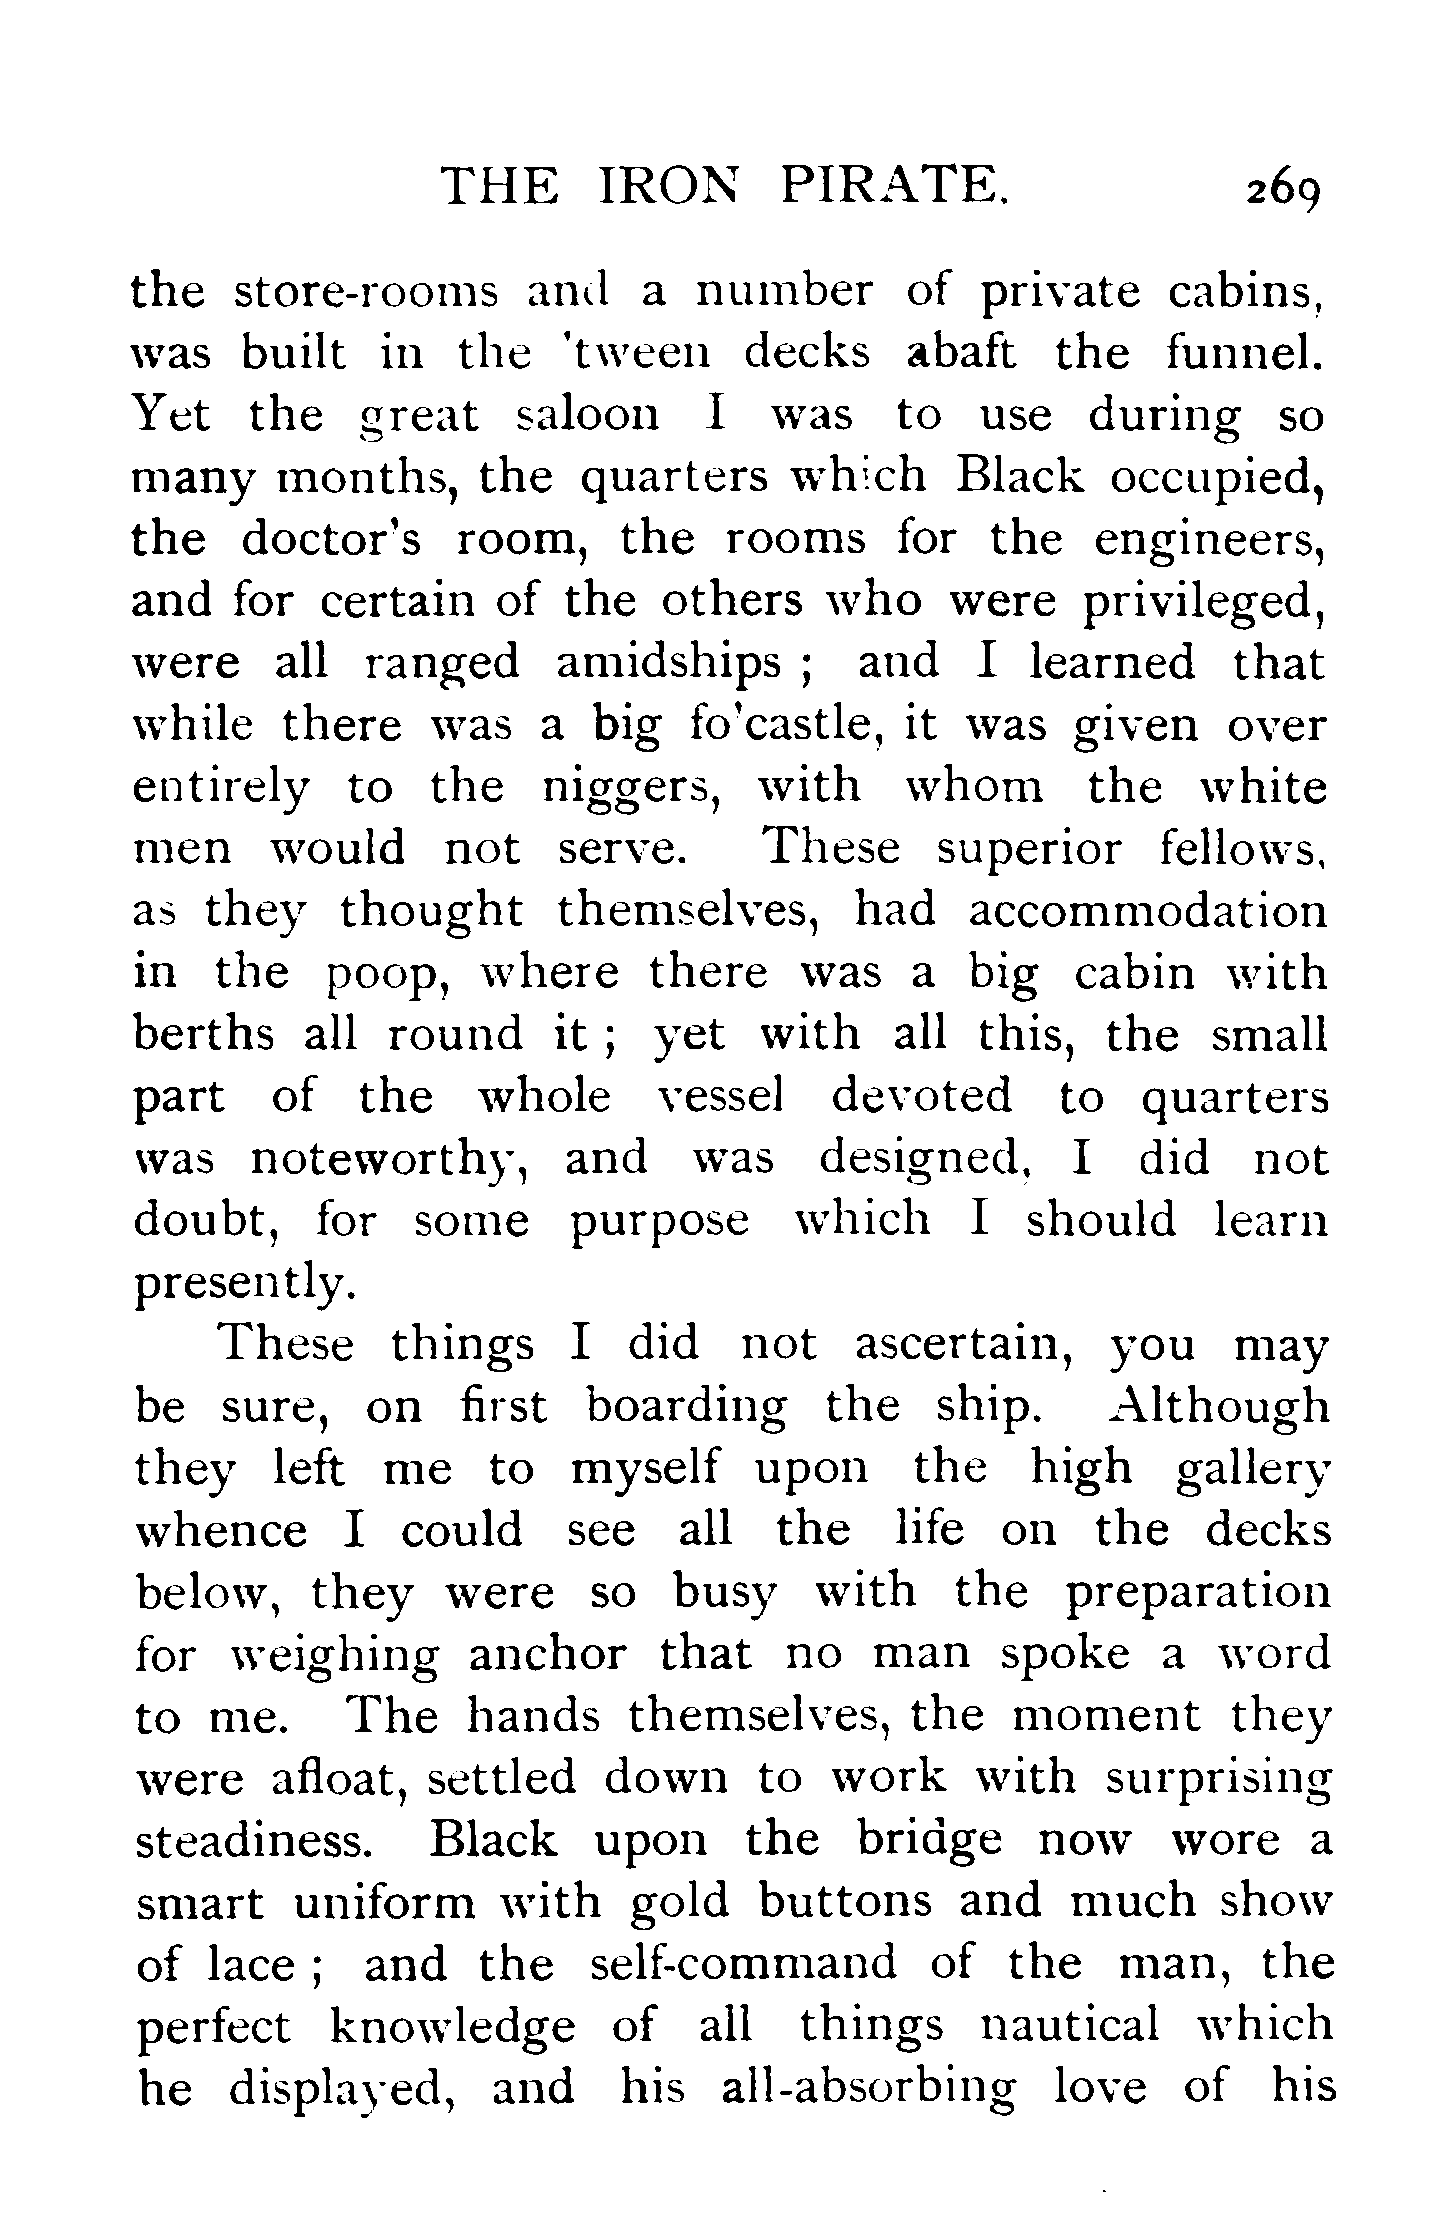 THE IRON PIRATE. 269
the store-rooms and a number of private cabins,
was built in the 'tween decks abaft the funnel.
Yet the great saloon I was to use during so
many months, the quarters which Black occupied,
the doctor's room, the rooms for the engineers,
and for certain of the others who were privileged,
were all ranged amidships ; and I learned that
while there was a big fo'castle, it was given over
entirely to the niggers, with whom the white
men would not serve. These superior fellows,
as they thought themselves, had accommodation
in the poop, where there was a big cabin with
berths all round it ; yet with all this, the small
part of the whole vessel devoted to quarters
was noteworthy, and was designed, I did not
doubt, for some purpose which I should learn
presently.
These things I did not ascertain, you may
be sure, on first boarding the ship. Although
they left me to myself upon the high gallery
whence I could see all the life on the decks
below, they were so busy with the preparation
for weighing anchor that no man spoke a word
to me. The hands themselves, the moment they
were afloat, settled down to work with surprising
steadiness. Black upon the bridge now wore a
smart uniform with gold buttons and much show
of lace ; and the self-command of the man, the
perfect knowledge of all things nautical which
he displayed, and his all-absorbing love of his